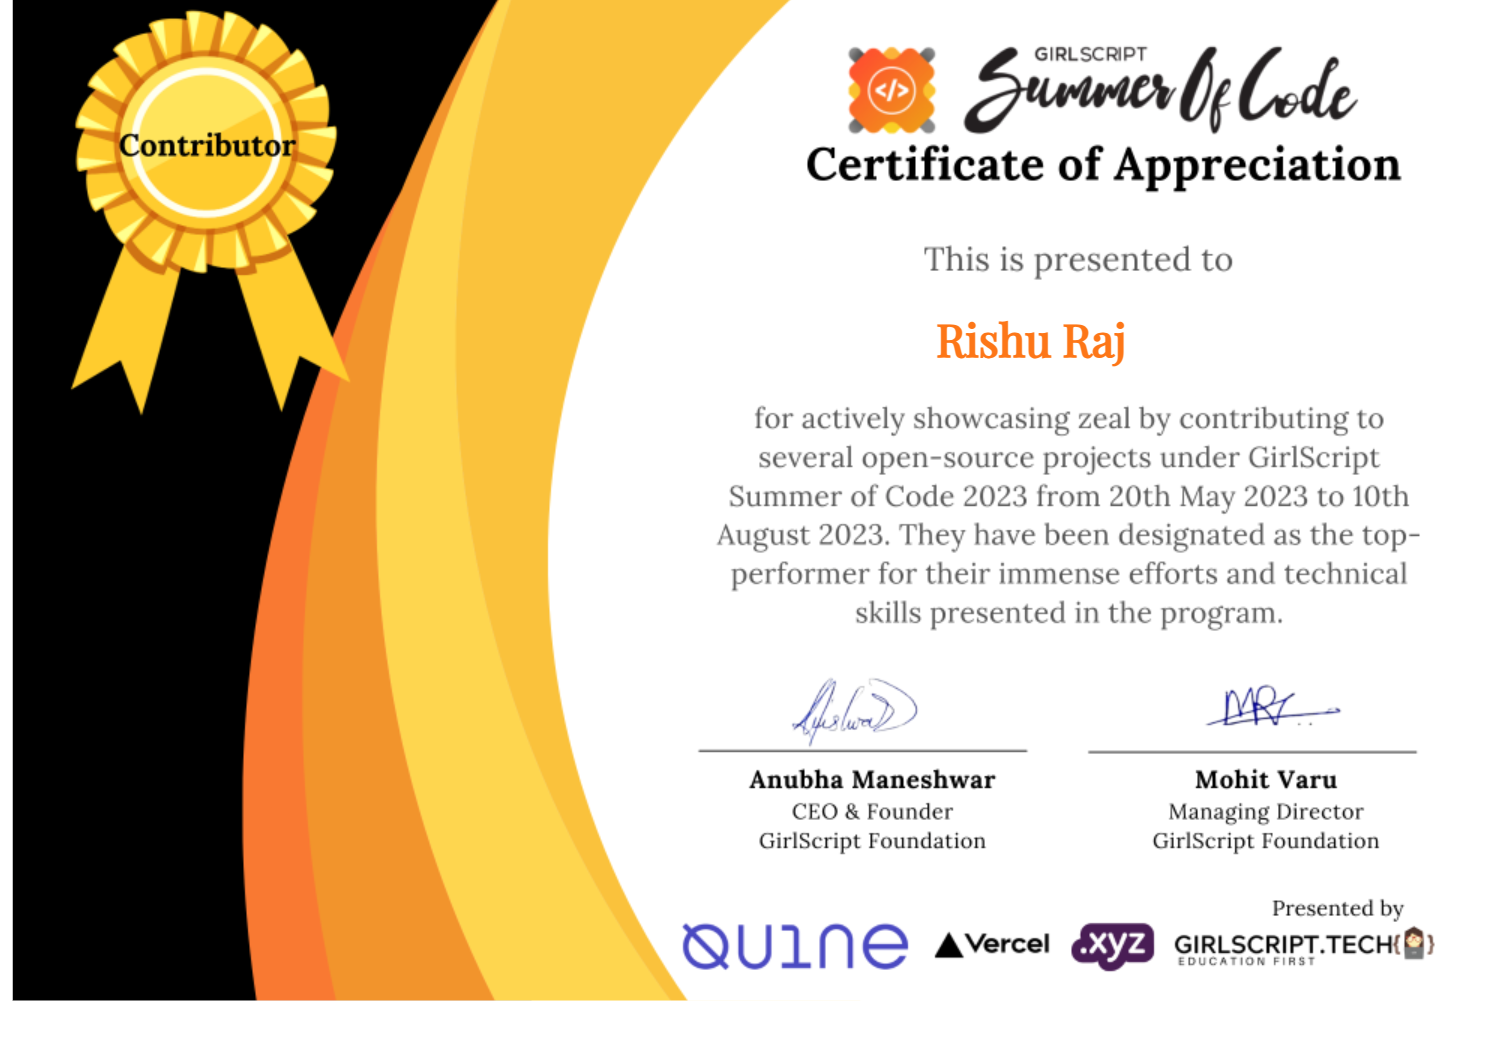 Contributor
GIRLSCRIPT
Summer Of Code
Certificate of Appreciation
This is presented to
Rishu Raj
for actively showcasing zeal by contributing to
several open-source projects under GirlScript
Summer of Code 2023 from 20th May 2023 to 10th
August 2023. They have been designated as the top-
performer for their immense efforts and technical
skills presented in the program.
Anubha Maneshwar
CEO & Founder
GirlScript Foundation
Mohit Varu
Managing Director
GirlScript Foundation
Presented by
QUINE
Vercel
.xyz
GIRLSCRIPT.TECH{ }
EDUCATION FIRST